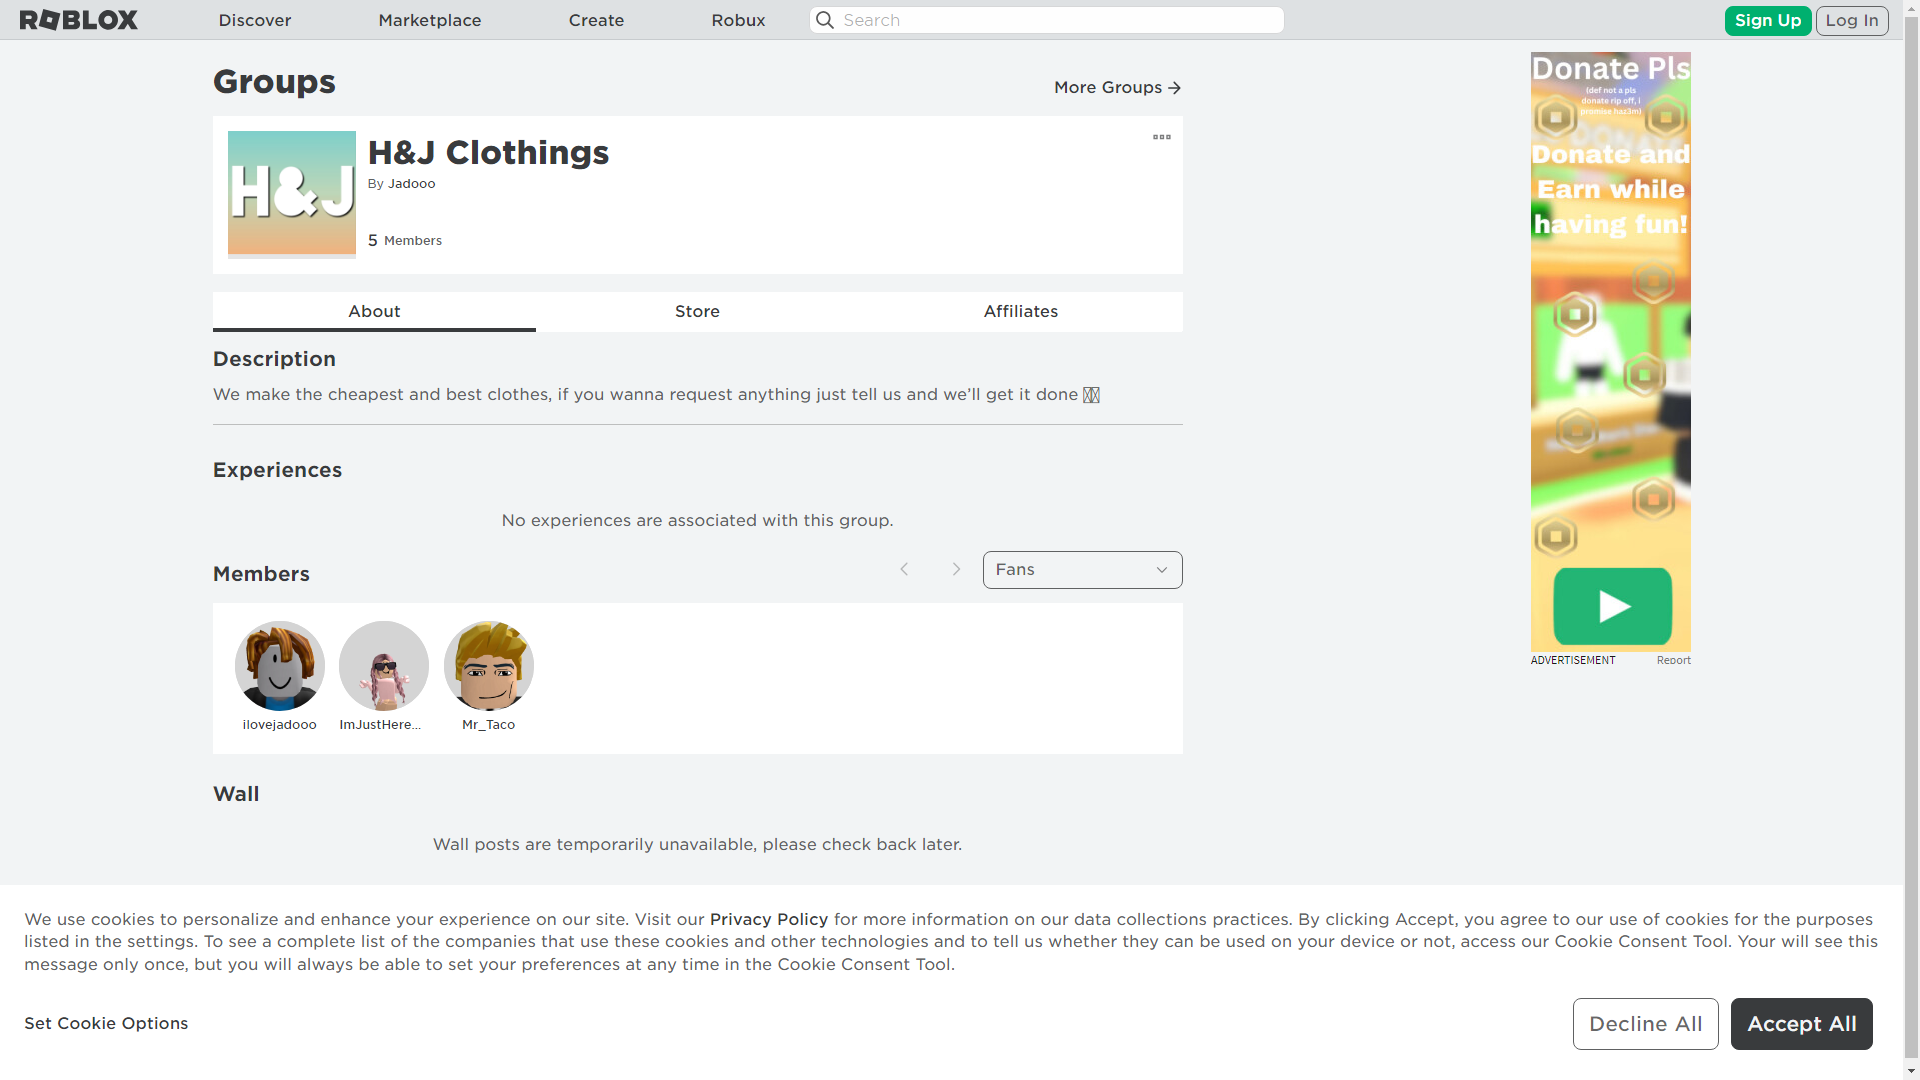 ROBLOX Discover Marketplace Create Robux Search Sign Up Log In
Groups
More Groups
H&J
H&J Clothings
By Jadooo
5 Members
About Store Affiliates
Description
We make the cheapest and best clothes, if you wanna request anything just tell us and we’ll get it done
Experiences
No experiences are associated with this group.
Members
Fans
ilovejadooo ImJustHere... Mr_Taco
Wall
Wall posts are temporarily unavailable, please check back later.
Donate Pls
(def not a pls
donate rip off, i
promise haz3m)
Donate and
Earn while
having fun!
ADVERTISEMENT Report
We use cookies to personalize and enhance your experience on our site. Visit our Privacy Policy for more information on our data collections practices. By clicking Accept, you agree to our use of cookies for the purposes
listed in the settings. To see a complete list of the companies that use these cookies and other technologies and to tell us whether they can be used on your device or not, access our Cookie Consent Tool. Your will see this
message only once, but you will always be able to set your preferences at any time in the Cookie Consent Tool.
Set Cookie Options
Decline All
Accept All